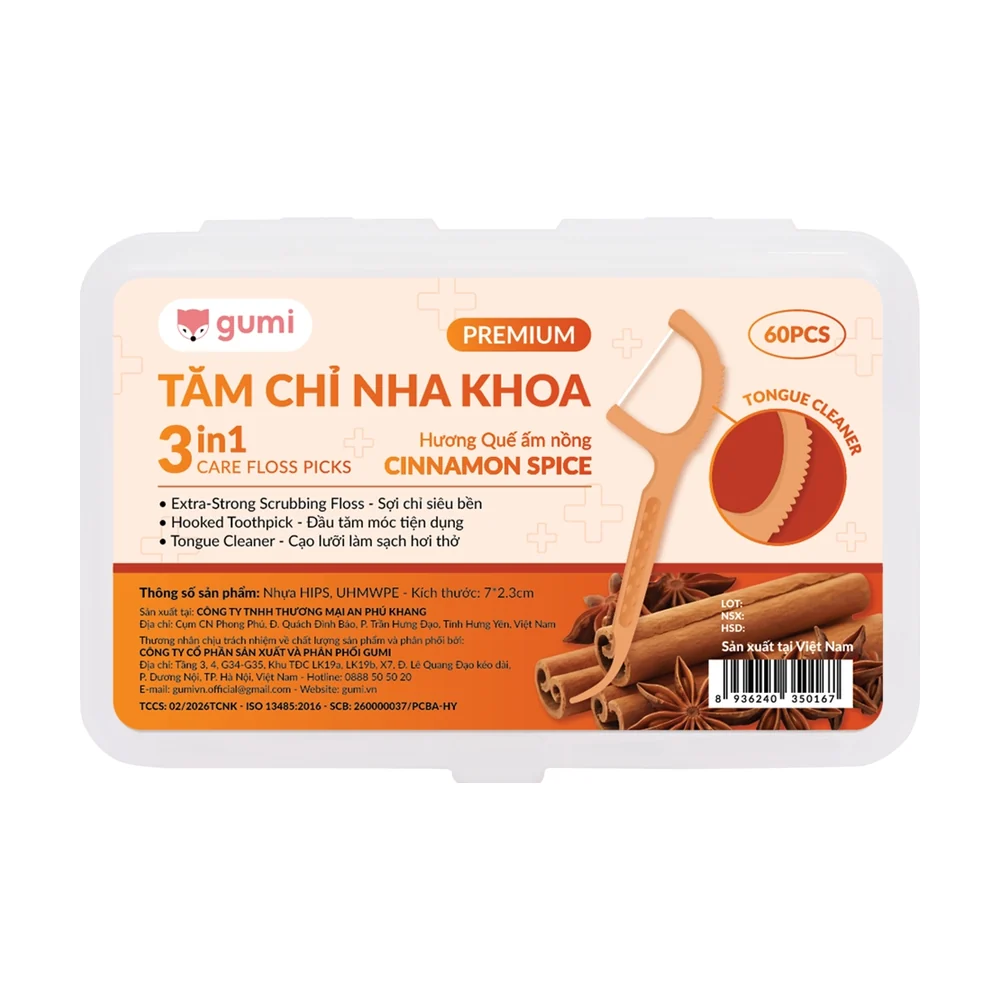 gumi
PREMIUM
60PCS
TĂM CHỈ NHA KHOA
3in1
CARE FLOSS PICKS
Hương Quế ấm nồng
CINNAMON SPICE
TONGUE CLEANER
• Extra-Strong Scrubbing Floss - Sợi chỉ siêu bền
• Hooked Toothpick - Đầu tăm móc tiện dụng
• Tongue Cleaner - Cạo lưỡi làm sạch hơi thở
Thông số sản phẩm: Nhựa HIPS, UHMWPE - Kích thước: 7*2.3cm
Sản xuất tại: CÔNG TY TNHH THƯƠNG MẠI AN PHÚ KHANG
Địa chỉ: Cụm CN Phong Phú, Đ. Quách Đình Bảo, P. Trần Hưng Đạo, Tỉnh Hưng Yên, Việt Nam
Thương nhân chịu trách nhiệm về chất lượng sản phẩm và phân phối bởi:
CÔNG TY CỔ PHẦN SẢN XUẤT VÀ PHÂN PHỐI GUMI
Địa chỉ: Tầng 3, 4, G34-G35, Khu TĐC LK19a, LK19b, X7, Đ. Lê Quang Đạo kéo dài,
P. Dương Nội, TP. Hà Nội, Việt Nam - Hotline: 0888 50 50 20
E-mail: gumivn.official@gmail.com - Website: gumi.vn
TCCS: 02/2026TCNK - ISO 13485:2016 - SCB: 260000037/PCBA-HY
LOT:
NSX:
HSD:
Sản xuất tại Việt Nam
8 936240 350167